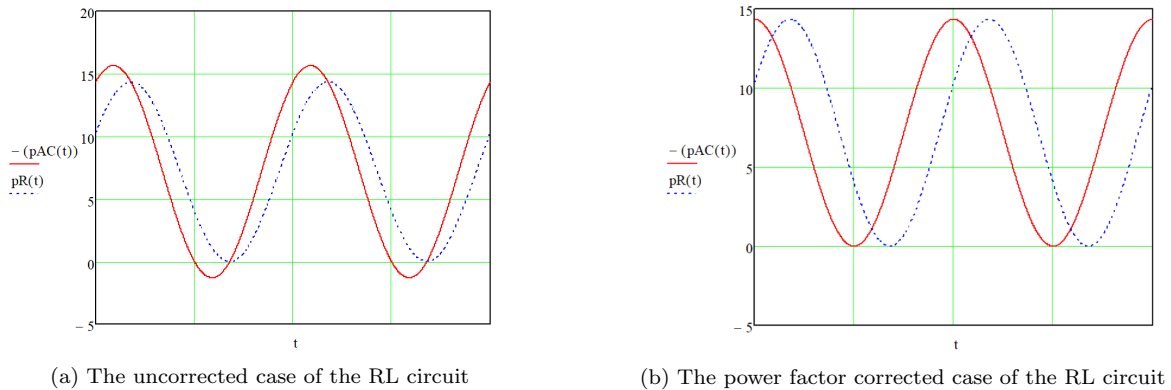 20
15
10
5
0
− 5
− (pAC(t))
pR(t)
t
(a) The uncorrected case of the RL circuit
15
10
5
0
− 5
− (pAC(t))
pR(t)
t
(b) The power factor corrected case of the RL circuit